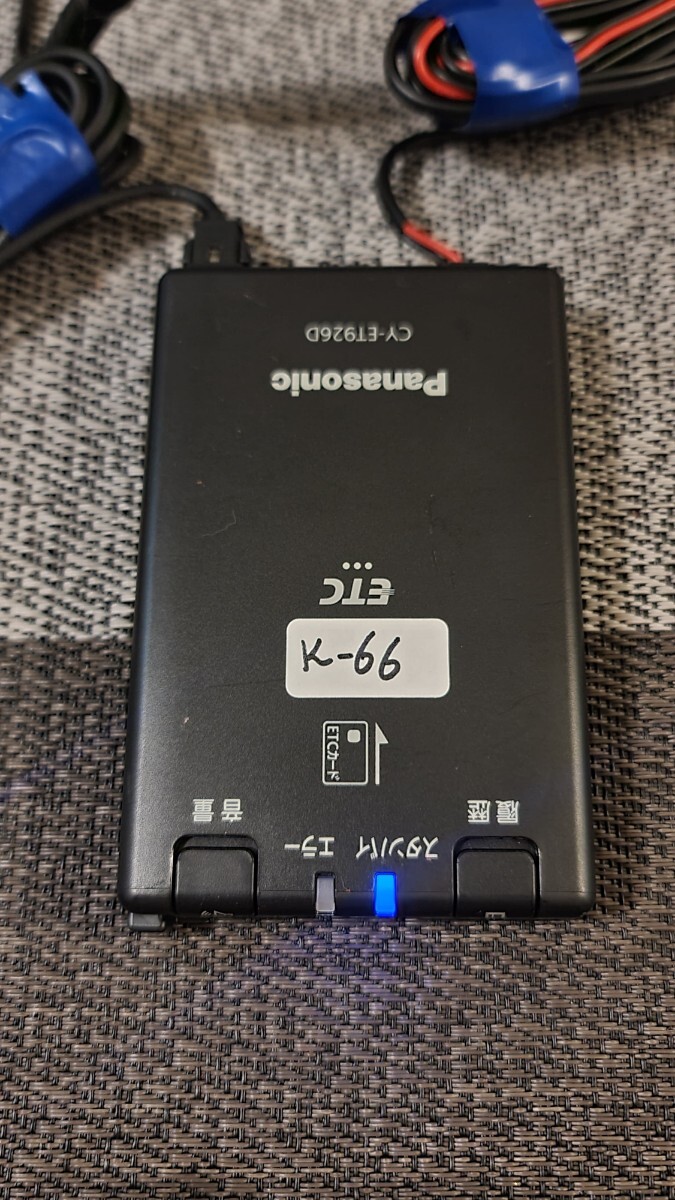 CY-ET926D
Panasonic
ETC
K-66
ETCカード
履歴 スタンバイ エラー 音量